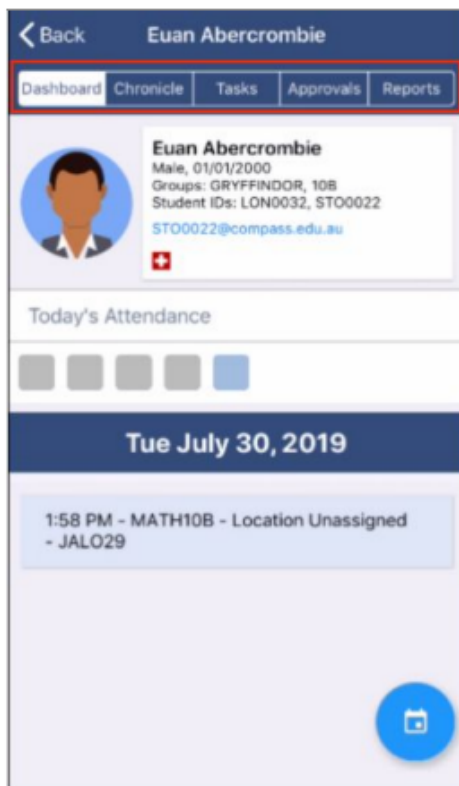 Back
Euan Abercrombie
Dashboard
Chronicle
Tasks
Approvals
Reports
Euan Abercrombie
Male, 01/01/2000
Groups: GRYFFINDOR, 10B
Student IDs: LON0032, STO0022
STO0022@compass.edu.au
Today's Attendance
Tue July 30, 2019
1:58 PM - MATH10B - Location Unassigned
- JALO29